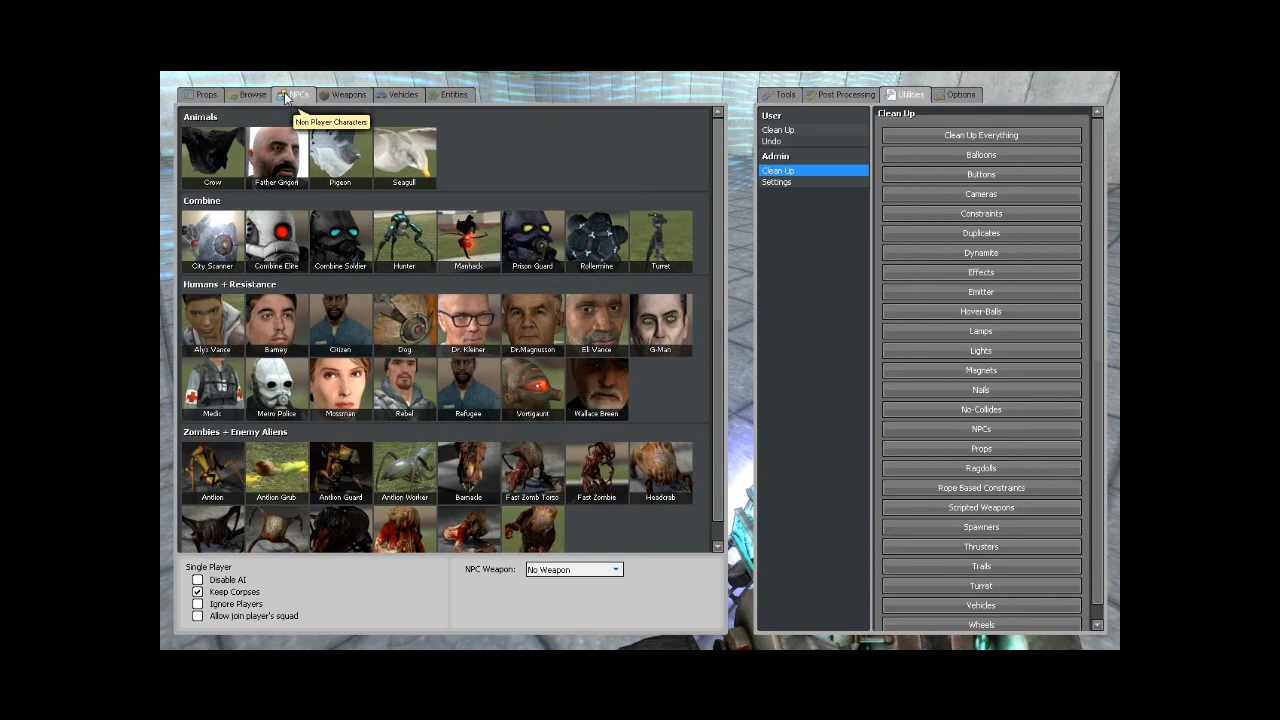 Props Browse NPCs Weapons Vehicles Entities
Non Player Characters
Animals
Crow Father Grigori Pigeon Seagull
Combine
City Scanner Combine Elite Combine Soldier Hunter Manhack Prison Guard Rollermine Turret
Humans + Resistance
Alyx Vance Barney Citizen Dog Dr. Kleiner Dr.Magnusson Eli Vance G-Man
Medic Metro Police Mossman Rebel Refugee Vortigaunt Wallace Breen
Zombies + Enemy Aliens
Antlion Antlion Grub Antlion Guard Antlion Worker Barnacle Fast Zomb Torso Fast Zombie Headcrab
Single Player
Disable AI
Keep Corpses
Ignore Players
Allow join player's squad
NPC Weapon: No Weapon
Tools Post Processing Utilities Options
User
Clean Up
Undo
Admin
Clean Up
Settings
Clean Up
Clean Up Everything
Balloons
Buttons
Cameras
Constraints
Duplicates
Dynamite
Effects
Emitter
Hover-Balls
Lamps
Lights
Magnets
Nails
No-Collides
NPCs
Props
Ragdolls
Rope Based Constraints
Scripted Weapons
Spawners
Thrusters
Trails
Turret
Vehicles
Wheels